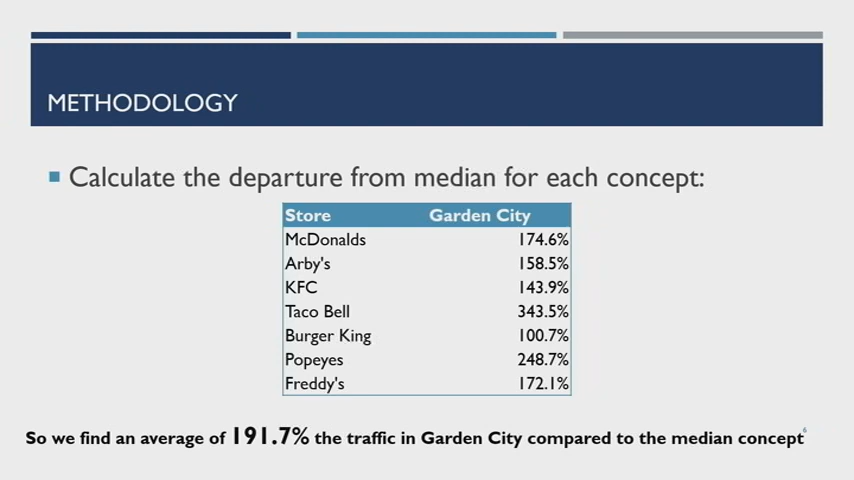 METHODOLOGY
Calculate the departure from median for each concept:
Store Garden City
McDonalds 174.6%
Arby's 158.5%
KFC 143.9%
Taco Bell 343.5%
Burger King 100.7%
Popeyes 248.7%
Freddy's 172.1%
So we find an average of 191.7% the traffic in Garden City compared to the median concept
6